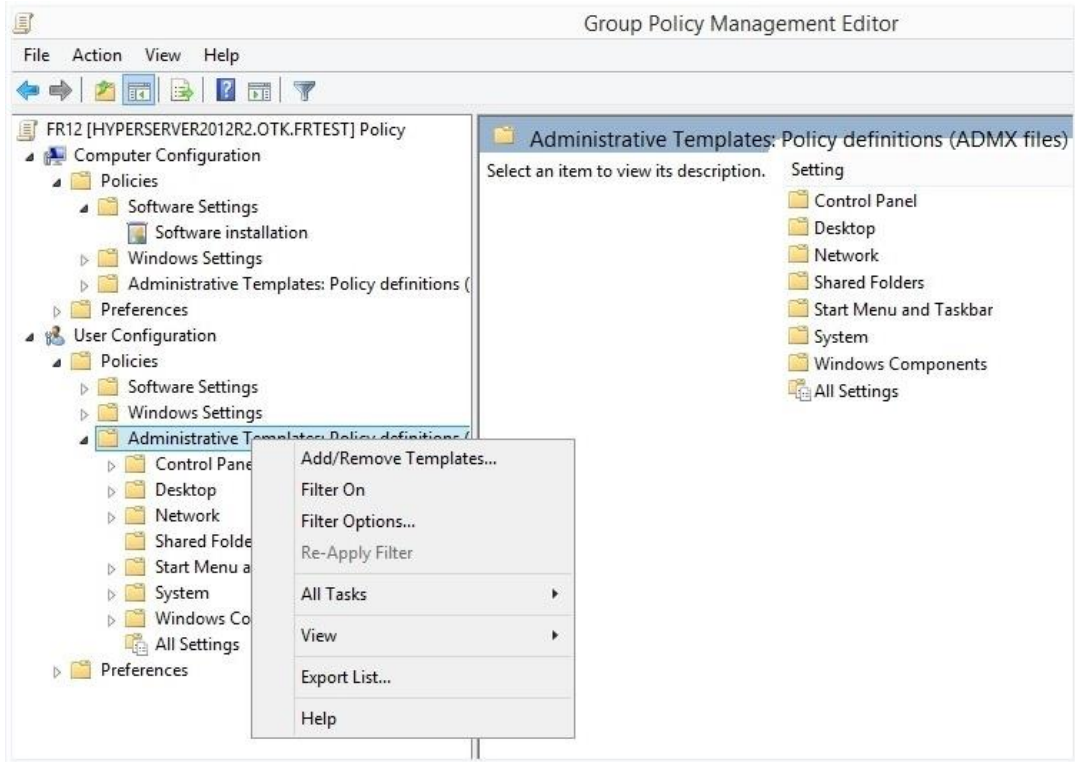 Group Policy Management Editor
File Action View Help
FR12 [HYPERSERVER2012R2.OTK.FRTEST] Policy
Computer Configuration
Policies
Software Settings
Software installation
Windows Settings
Administrative Templates: Policy definitions (
Preferences
User Configuration
Policies
Software Settings
Windows Settings
Administrative Templates: Policy definitions (
Control Pane
Desktop
Network
Shared Folde
Start Menu a
System
Windows Co
All Settings
Preferences
Add/Remove Templates...
Filter On
Filter Options...
Re-Apply Filter
All Tasks
View
Export List...
Help
Administrative Templates: Policy definitions (ADMX files)
Select an item to view its description.
Setting
Control Panel
Desktop
Network
Shared Folders
Start Menu and Taskbar
System
Windows Components
All Settings